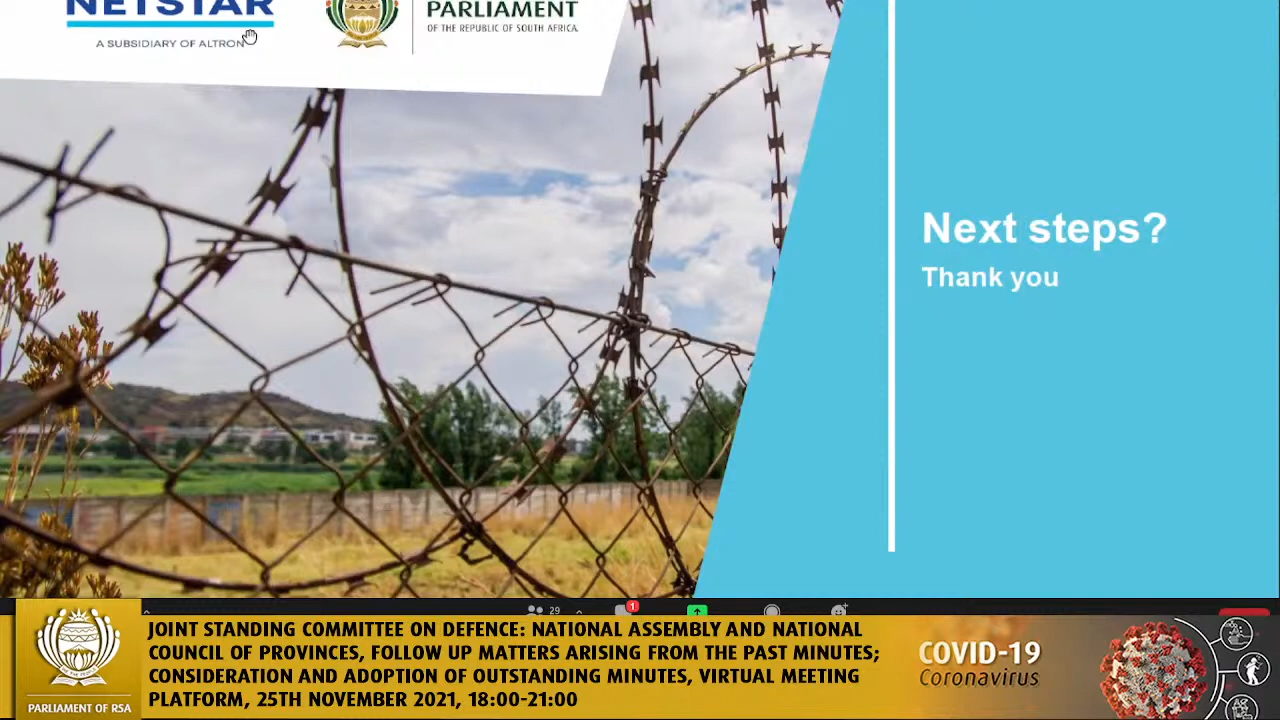 NETSTAR
A SUBSIDIARY OF ALTRON
PARLIAMENT
OF THE REPUBLIC OF SOUTH AFRICA
Next steps?
Thank you
29
1
JOINT STANDING COMMITTEE ON DEFENCE: NATIONAL ASSEMBLY AND NATIONAL
COUNCIL OF PROVINCES, FOLLOW UP MATTERS ARISING FROM THE PAST MINUTES;
CONSIDERATION AND ADOPTION OF OUTSTANDING MINUTES, VIRTUAL MEETING
PLATFORM, 25TH NOVEMBER 2021, 18:00-21:00
PARLIAMENT OF RSA
COVID-19
Coronavirus